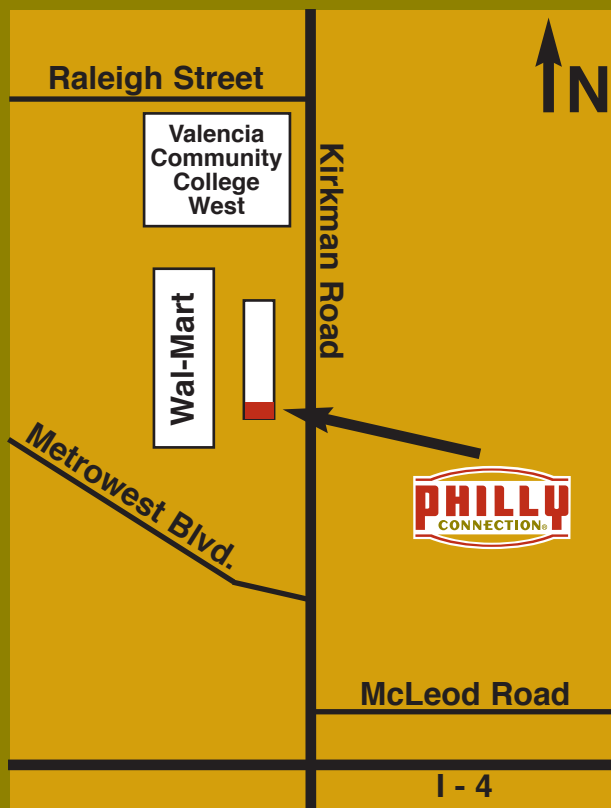 N
Raleigh Street
Valencia
Community
College
West
Kirkman Road
Wal-Mart
Metrowest Blvd.
PHILLY
CONNECTION®
McLeod Road
I - 4